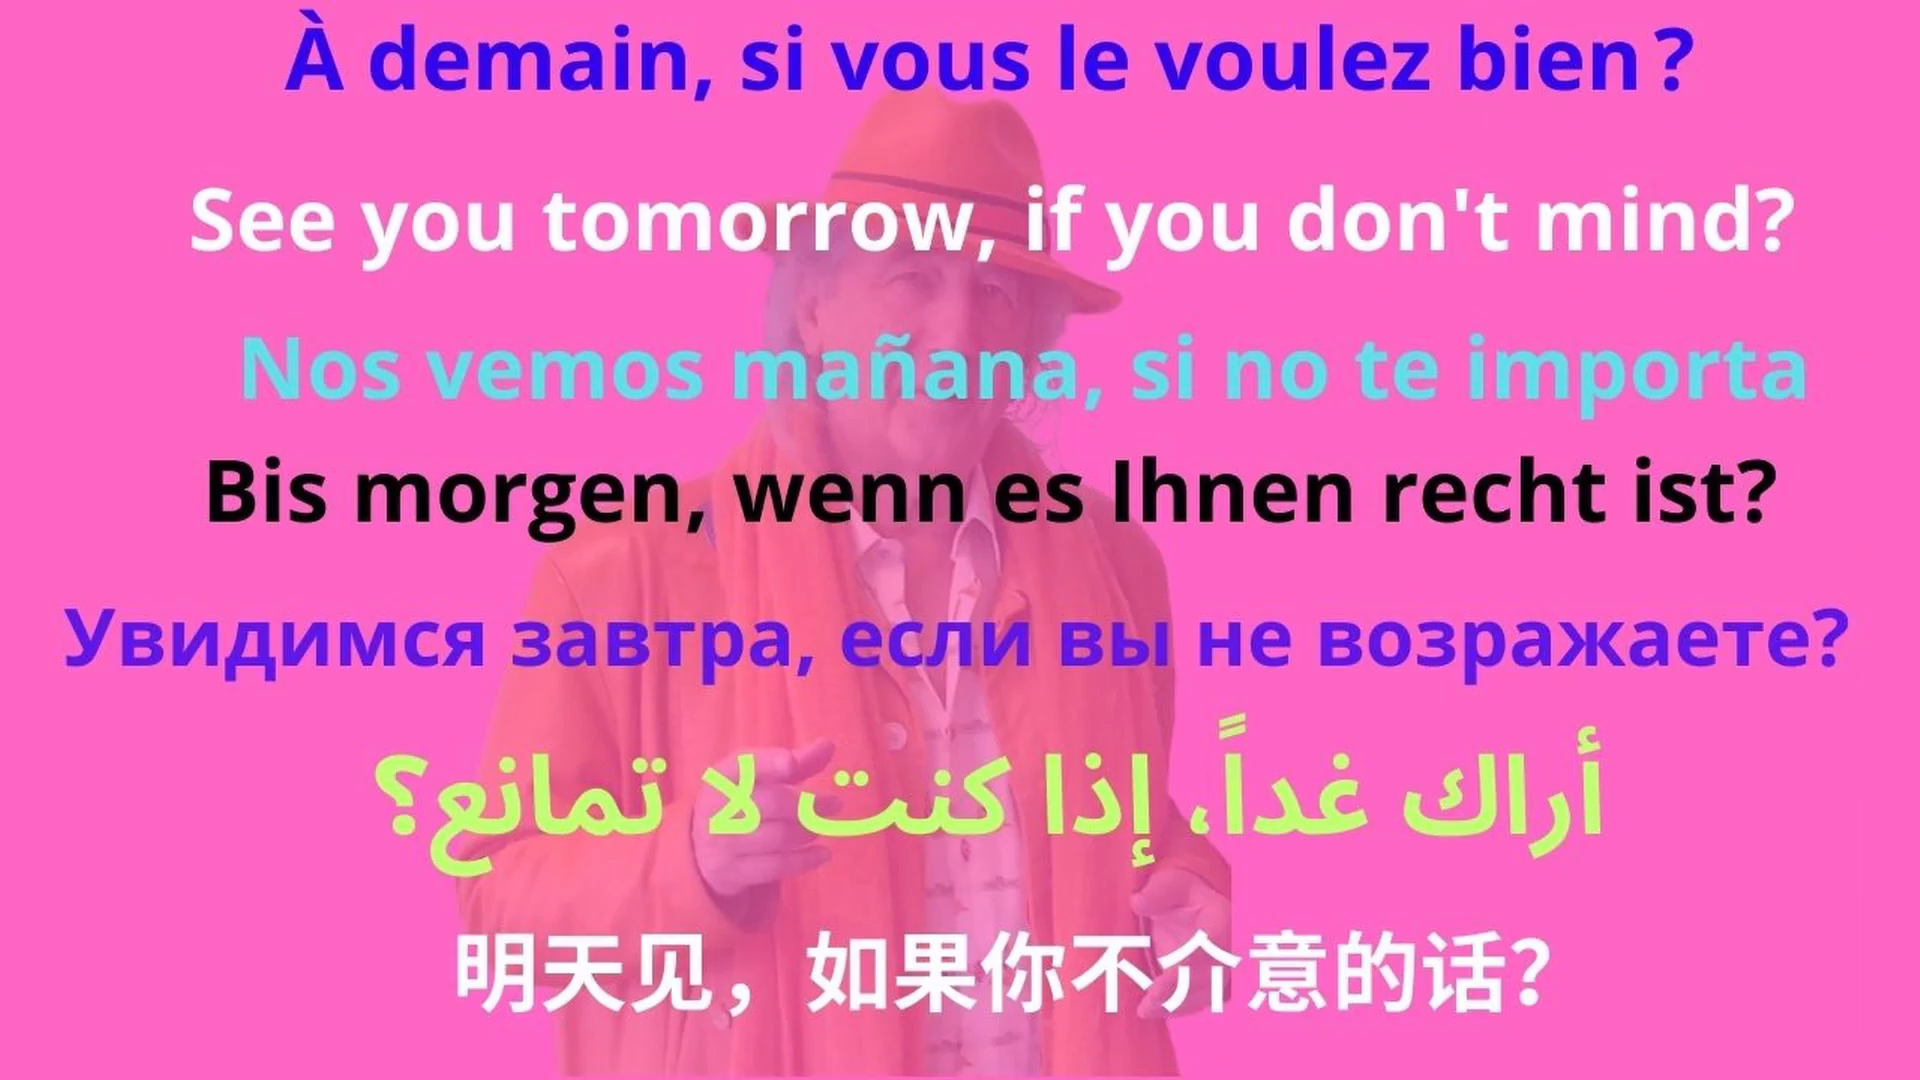 À demain, si vous le voulez bien ?
See you tomorrow, if you don't mind?
Nos vemos mañana, si no te importa
Bis morgen, wenn es Ihnen recht ist?
Увидимся завтра, если вы не возражаете?
أراك غداً، إذا كنت لا تمانع؟
明天见，如果你不介意的话？